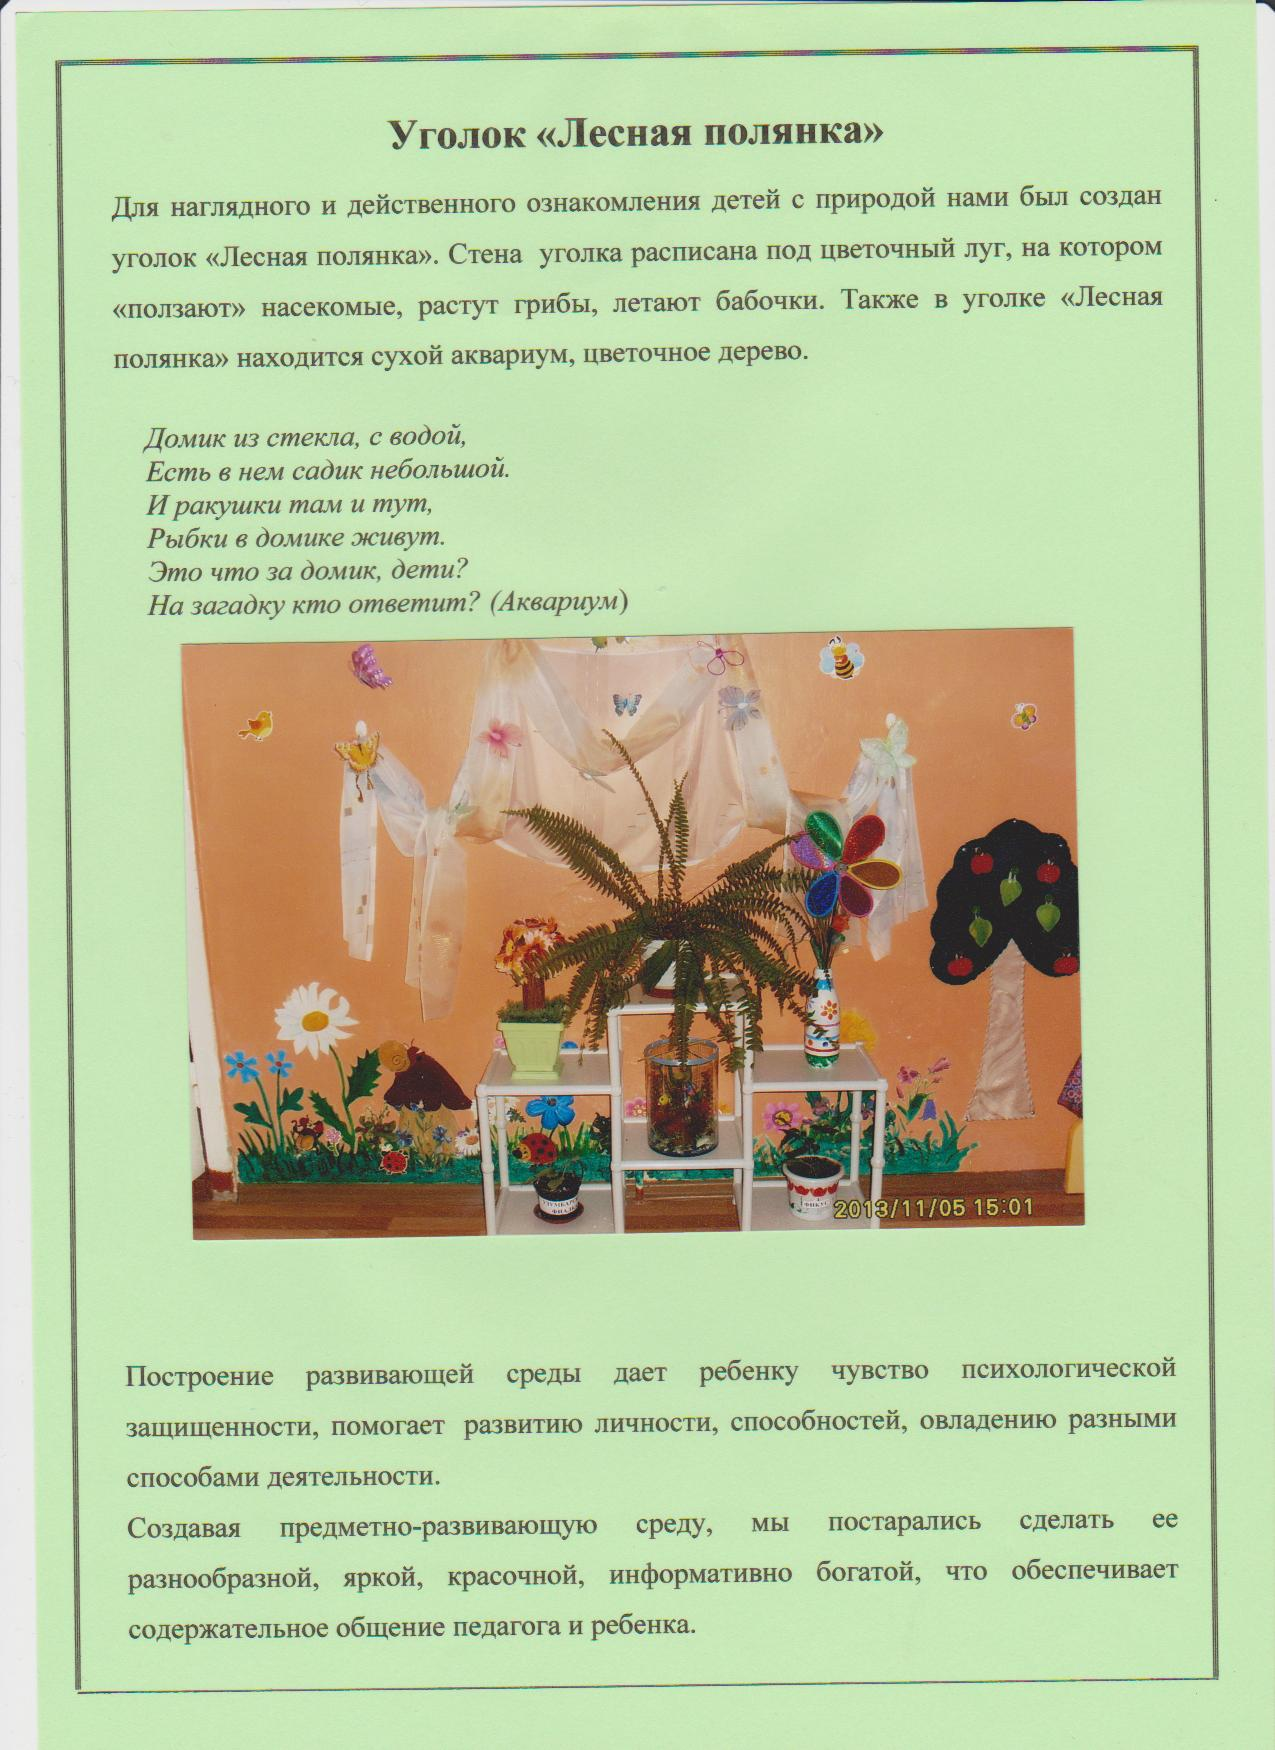 Уголок «Лесная полянка»
Для наглядного и действенного ознакомления детей с природой нами был создан
уголок «Лесная полянка». Стена уголка расписана под цветочный луг, на котором
«ползают» насекомые, растут грибы, летают бабочки. Также в уголке «Лесная
полянка» находится сухой аквариум, цветочное дерево.
Домик из стекла, с водой,
Есть в нем садик небольшой.
И ракушки там и тут,
Рыбки в домике живут.
Это что за домик, дети?
На загадку кто ответит? (Аквариум)
ФИКУС
2013/11/05 15:01
Построение развивающей среды дает ребенку чувство психологической
защищенности, помогает развитию личности, способностей, овладению разными
способами деятельности.
Создавая предметно-развивающую среду, мы постарались сделать ее
разнообразной, яркой, красочной, информативно богатой, что обеспечивает
содержательное общение педагога и ребенка.